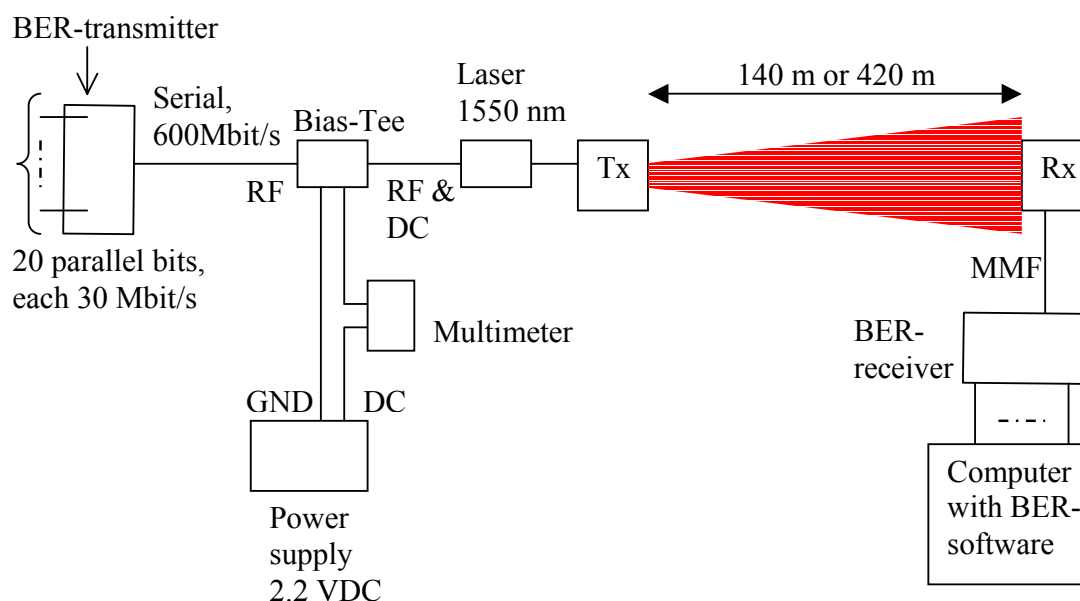 BER-transmitter
Serial,
600Mbit/s
Bias-Tee
Laser
1550 nm
140 m or 420 m
RF
RF &
DC
Tx
Rx
20 parallel bits,
each 30 Mbit/s
MMF
Multimeter
BER-
receiver
GND
DC
Power
supply
2.2 VDC
Computer
with BER-
software